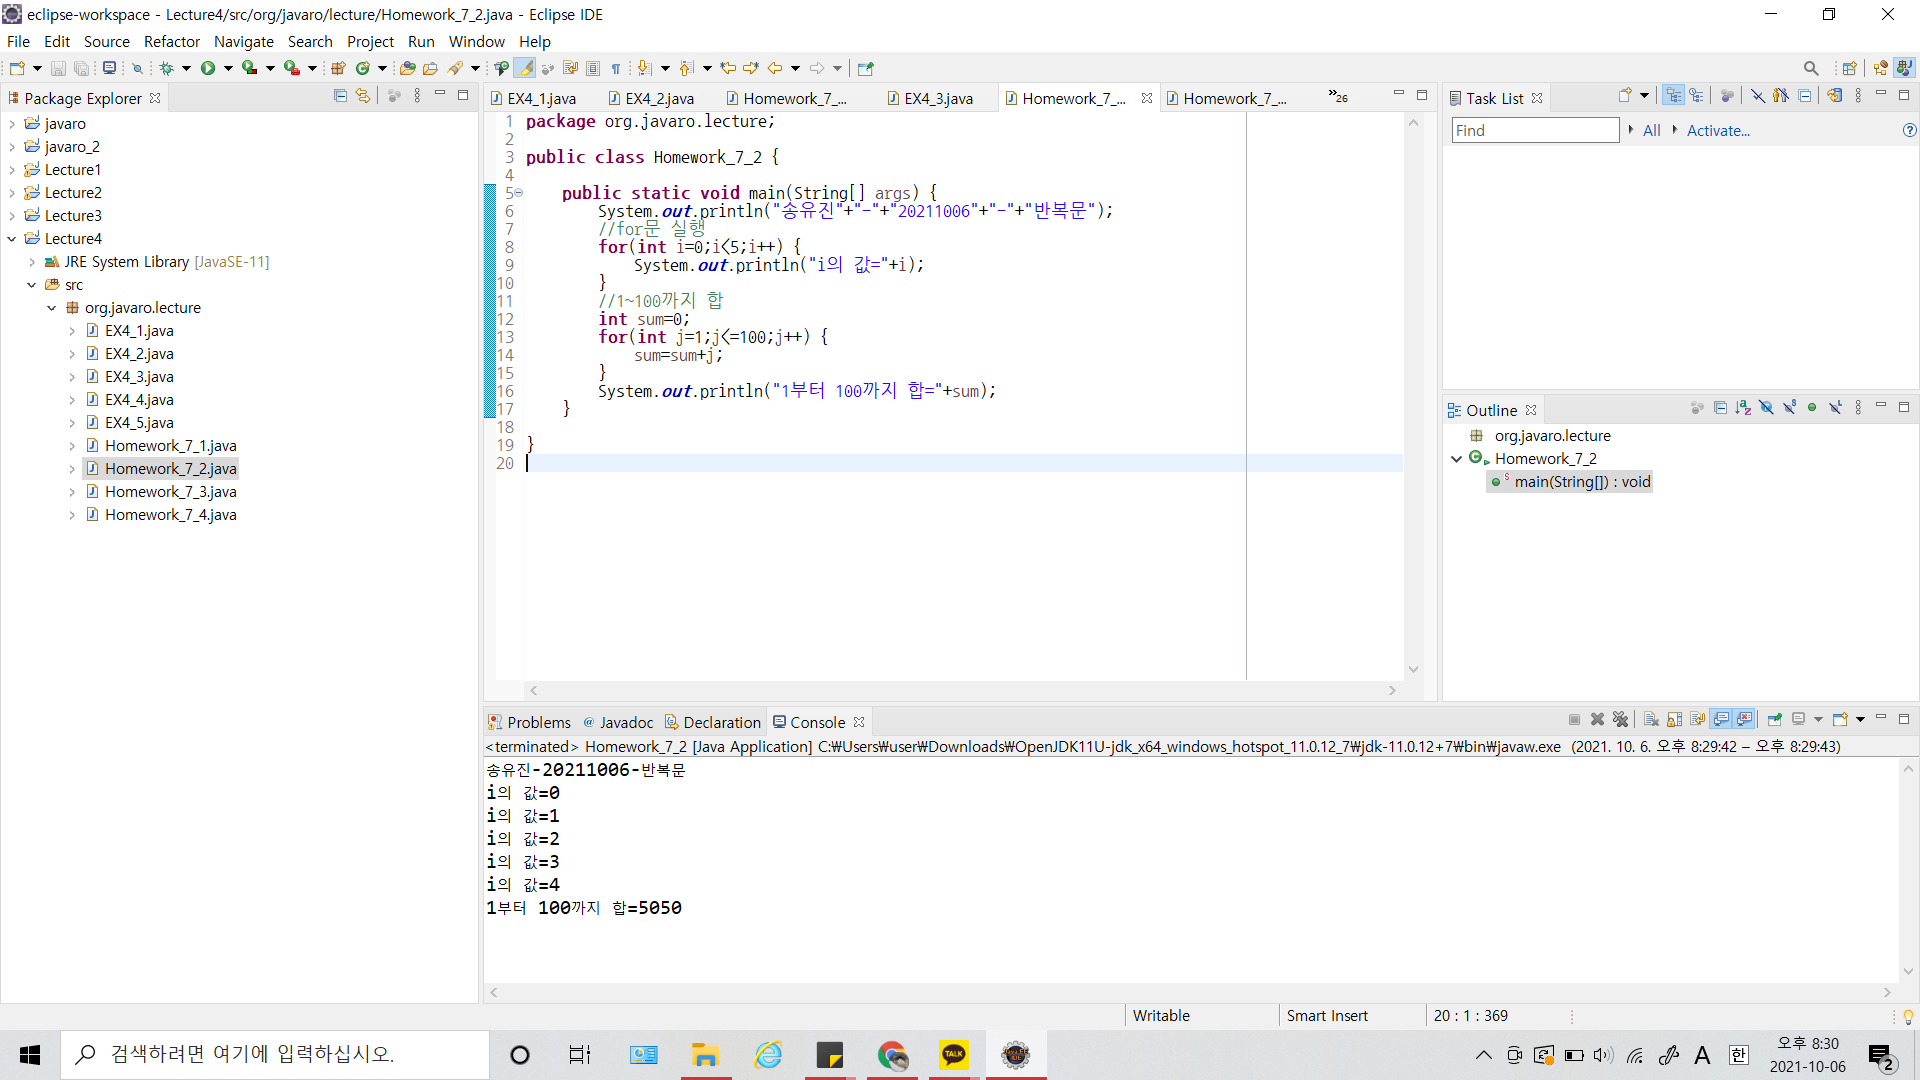 eclipse-workspace - Lecture4/src/org/javaro/lecture/Homework_7_2.java - Eclipse IDE
File Edit Source Refactor Navigate Search Project Run Window Help
Package Explorer
javaro
javaro_2
Lecture1
Lecture2
Lecture3
Lecture4
JRE System Library [JavaSE-11]
src
org.javaro.lecture
EX4_1.java
EX4_2.java
EX4_3.java
EX4_4.java
EX4_5.java
Homework_7_1.java
Homework_7_2.java
Homework_7_3.java
Homework_7_4.java
EX4_1.java EX4_2.java Homework_7_... EX4_3.java Homework_7_... Homework_7_... »26
1 package org.javaro.lecture;
2
3 public class Homework_7_2 {
4
5 public static void main(String[] args) {
6 System.out.println("송유진"+"-"+"20211006"+"-"+"반복문");
7 //for문 실행
8 for(int i=0;i<5;i++) {
9 System.out.println("i의 값="+i);
10 }
11 //1~100까지 합
12 int sum=0;
13 for(int j=1;j<=100;j++) {
14 sum=sum+j;
15 }
16 System.out.println("1부터 100까지 합="+sum);
17 }
18
19 }
20
Task List
Find All Activate...
Outline
org.javaro.lecture
Homework_7_2
main(String[]) : void
Problems @ Javadoc Declaration Console
<terminated> Homework_7_2 [Java Application] C:₩Users₩user₩Downloads₩OpenJDK11U-jdk_x64_windows_hotspot_11.0.12_7₩jdk-11.0.12+7₩bin₩javaw.exe (2021. 10. 6. 오후 8:29:42 – 오후 8:29:43)
송유진-20211006-반복문
i의 값=0
i의 값=1
i의 값=2
i의 값=3
i의 값=4
1부터 100까지 합=5050
Writable Smart Insert 20 : 1 : 369
검색하려면 여기에 입력하십시오.
TALK
A 한
오후 8:30
2021-10-06
2